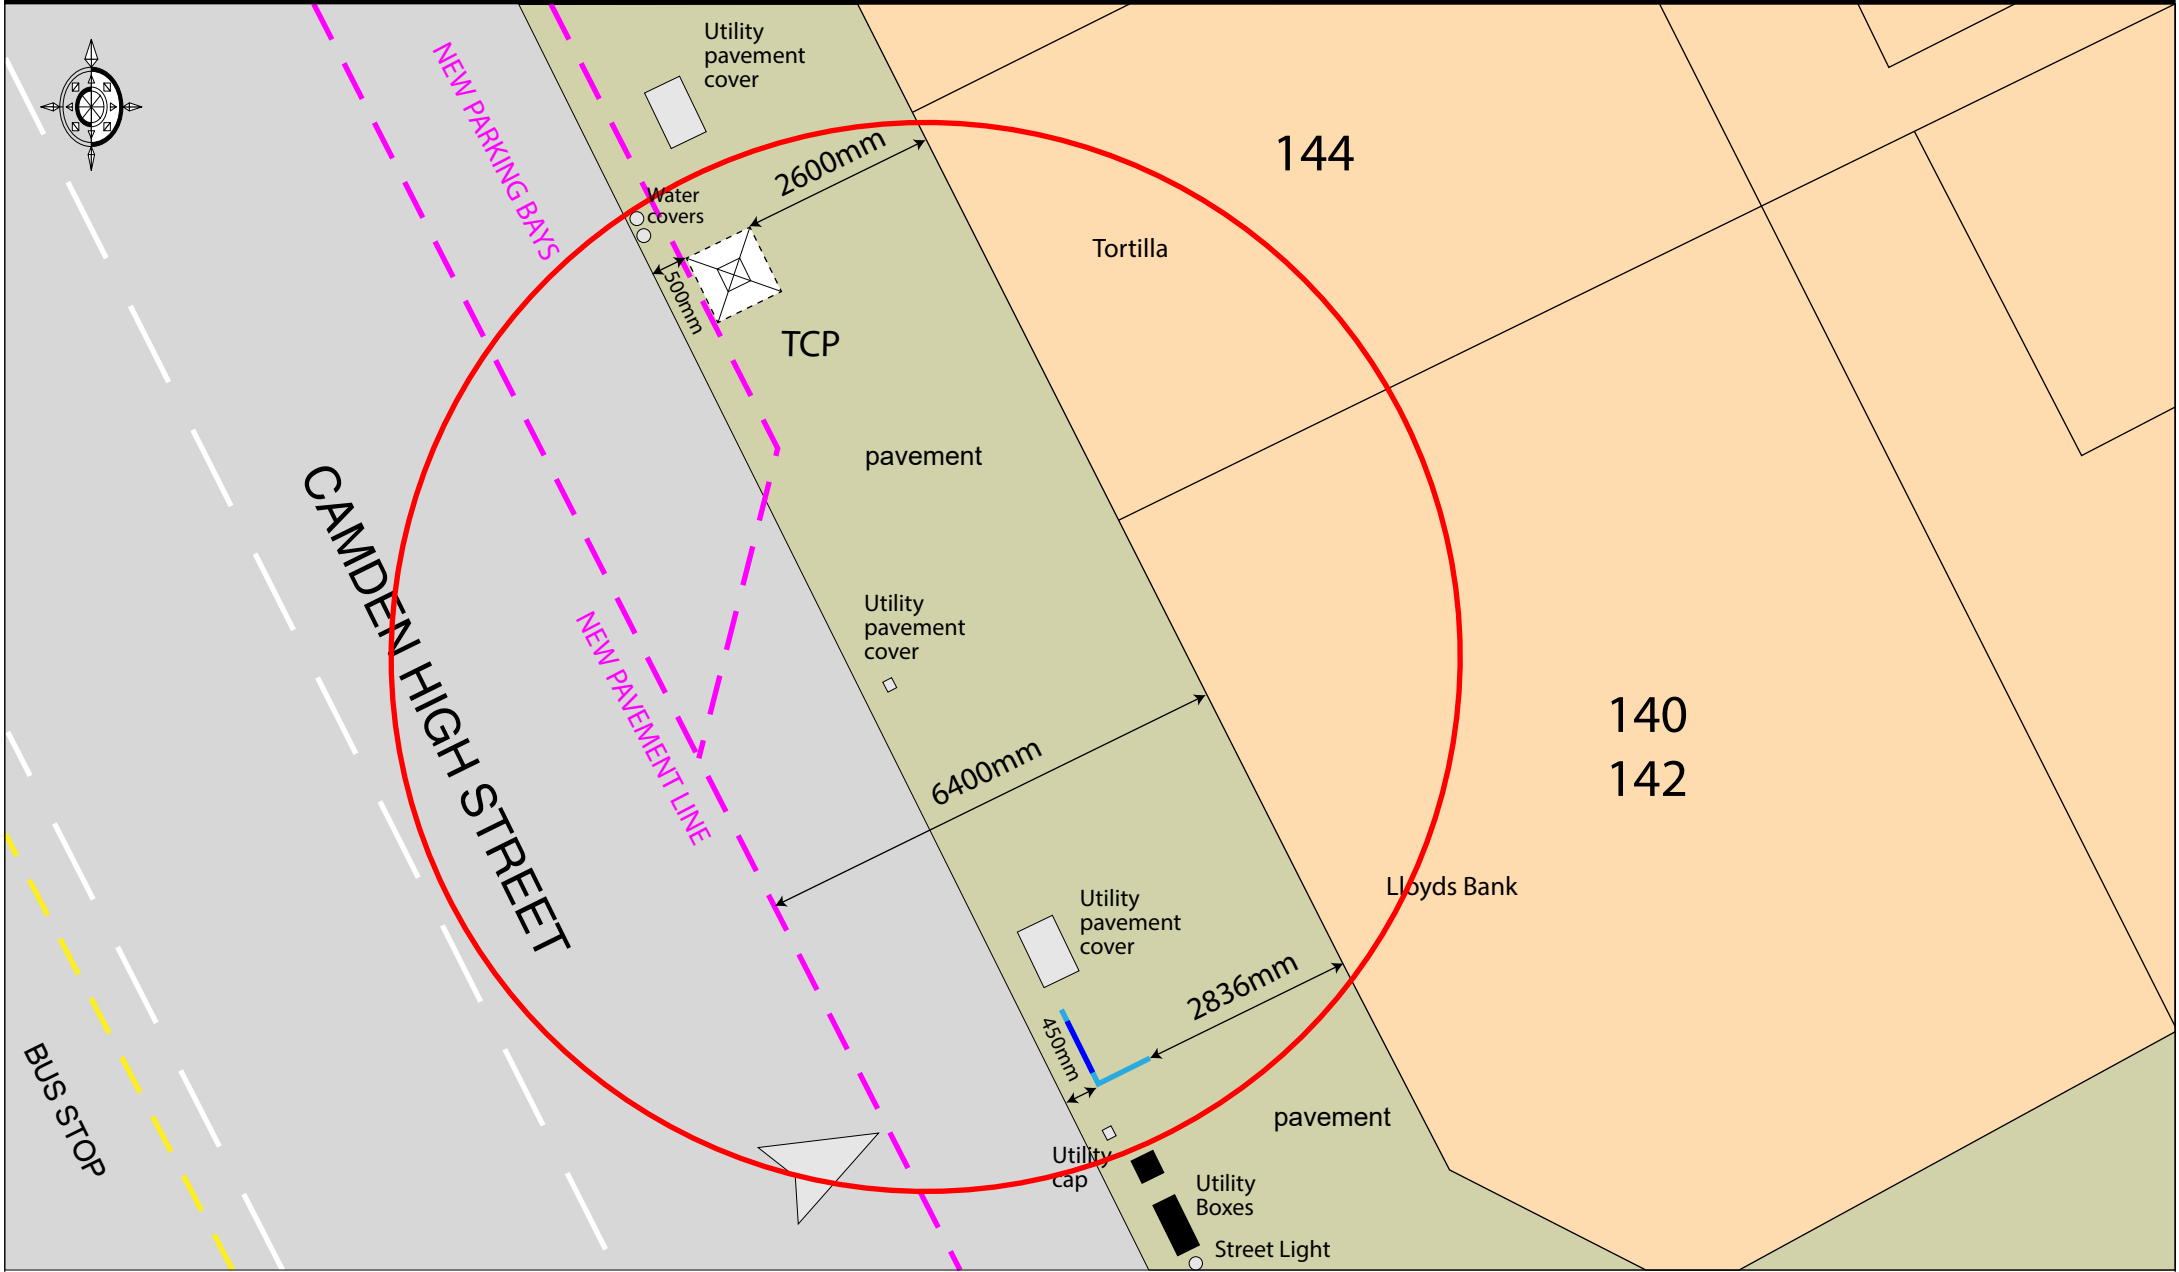 Utility
pavement
cover
NEW PARKING BAYS
2600mm
144
Water
covers
Tortilla
500mm
TCP
pavement
CAMDEN HIGH STREET
Utility
pavement
cover
NEW PAVEMENT LINE
6400mm
140
142
Lloyds Bank
Utility
pavement
cover
2836mm
450mm
BUS STOP
pavement
Utility
cap
Utility
Boxes
Street Light